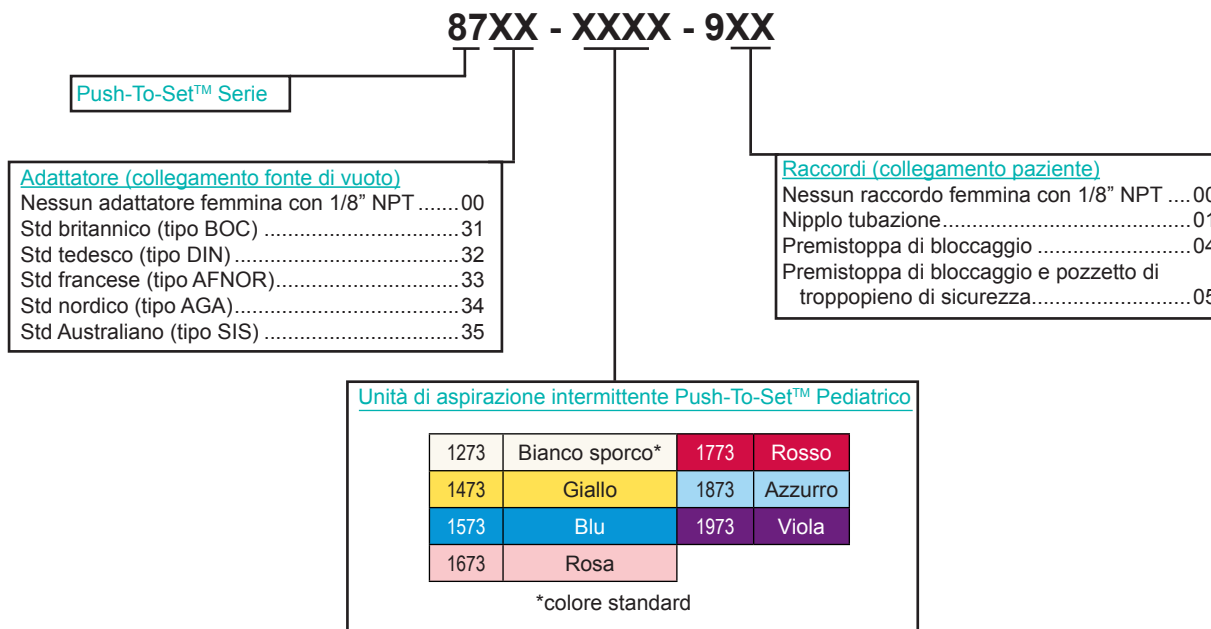 87XX - XXXX - 9XX
Push-To-Set™ Serie
Adattatore (collegamento fonte di vuoto)
Nessun adattatore femmina con 1/8” NPT .......00
Std britannico (tipo BOC) ...................................31
Std tedesco (tipo DIN)........................................32
Std francese (tipo AFNOR).................................33
Std nordico (tipo AGA)........................................34
Std Australiano (tipo SIS) ...................................35
Raccordi (collegamento paziente)
Nessun raccordo femmina con 1/8” NPT ....00
Nipplo tubazione............................................01
Premistoppa di bloccaggio ............................04
Premistoppa di bloccaggio e pozzetto di
troppopieno di sicurezza.............................05
Unità di aspirazione intermittente Push-To-Set™ Pediatrico
1273 Bianco sporco* 1773 Rosso
1473 Giallo 1873 Azzurro
1573 Blu 1973 Viola
1673 Rosa
*colore standard